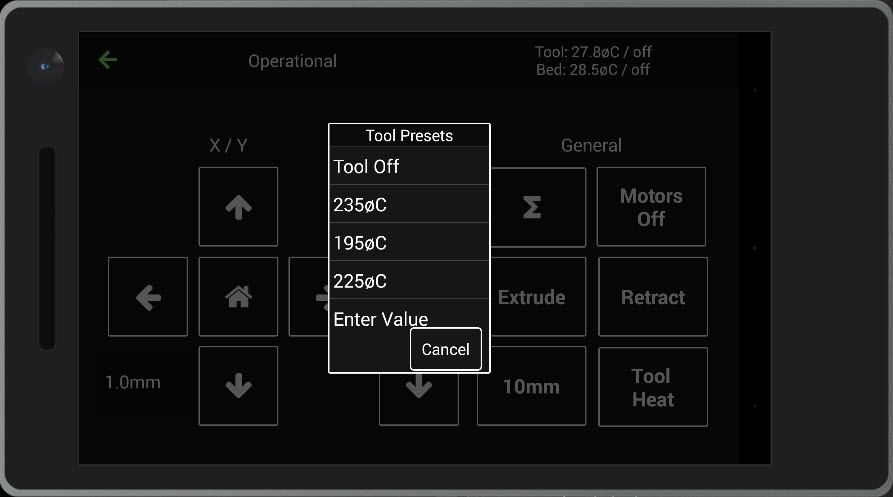 Operational
Tool: 27.8øC / off
Bed: 28.5øC / off
X / Y
General
Tool Presets
Tool Off
235øC
195øC
225øC
Enter Value
Cancel
Σ
Motors
Off
Extrude
Retract
1.0mm
10mm
Tool
Heat